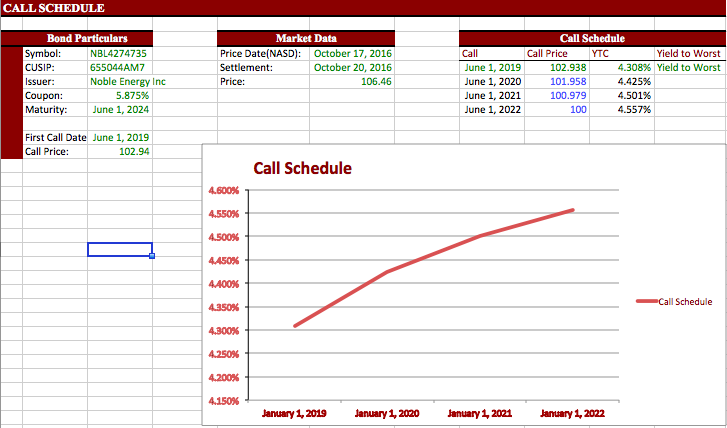 CALL SCHEDULE
Bond Particulars Market Data Call Schedule
Symbol: NBL4274735 Price Date(NASD): October 17, 2016 Call Call Price YTC Yield to Worst
CUSIP: 655044AM7 Settlement: October 20, 2016 June 1, 2019 102.938 4.308% Yield to Worst
Issuer: Noble Energy Inc Price: 106.46 June 1, 2020 101.958 4.425%
Coupon: 5.875% June 1, 2021 100.979 4.501%
Maturity: June 1, 2024 June 1, 2022 100 4.557%
First Call Date June 1, 2019
Call Price: 102.94
Call Schedule
4.600%
4.550%
4.500%
4.450%
4.400%
4.350%
4.300%
4.250%
4.200%
4.150%
Call Schedule
January 1, 2019 January 1, 2020 January 1, 2021 January 1, 2022